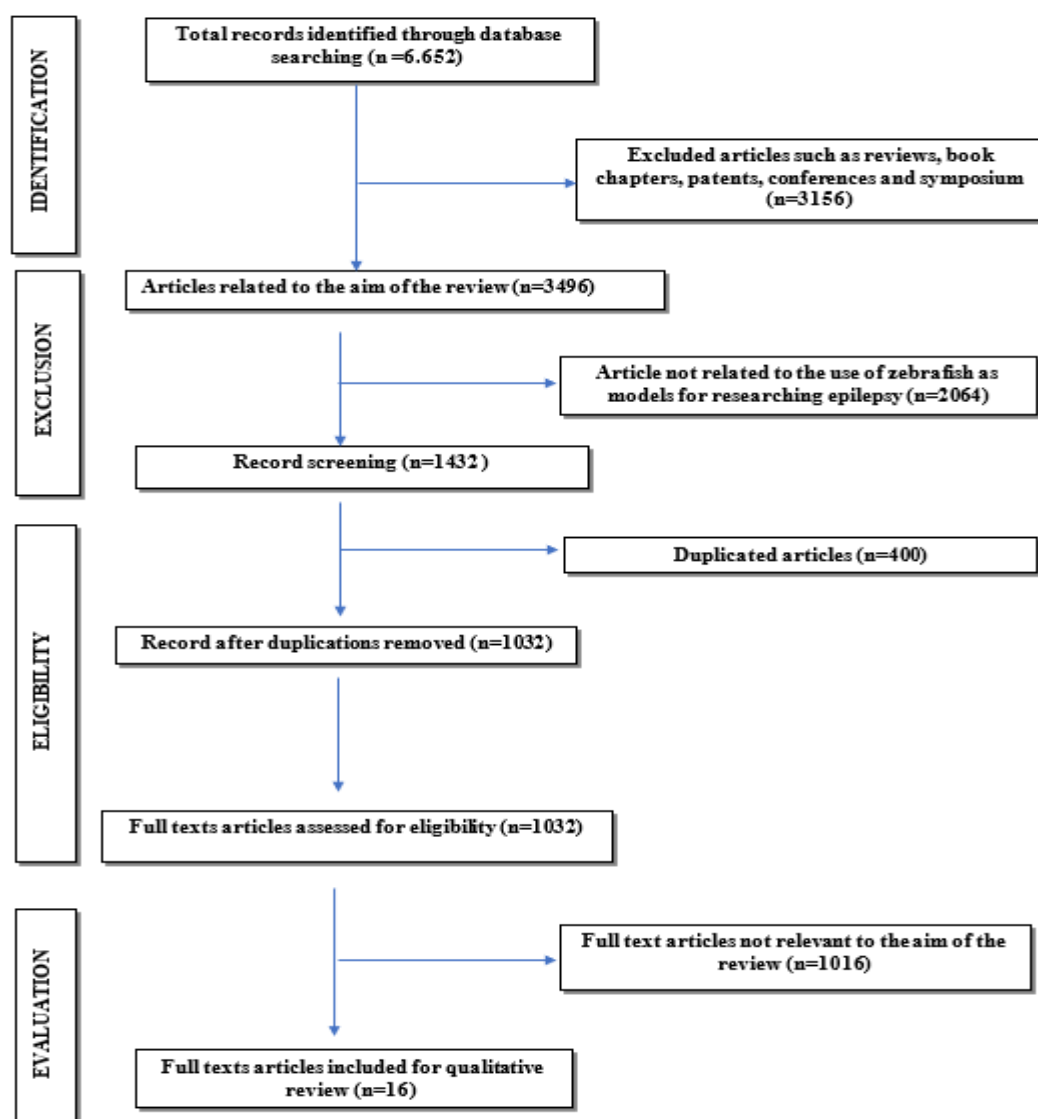 IDENTIFICATION
Total records identified through database
searching (n =6.652)
Excluded articles such as reviews, book
chapters, patents, conferences and symposium
(n=3156)
EXCLUSION
Articles related to the aim of the review (n=3496)
Article not related to the use of zebrafish as
models for researching epilepsy (n=2064)
Record screening (n=1432 )
ELIGIBILITY
Duplicated articles (n=400)
Record after duplications removed (n=1032)
Full texts articles assessed for eligibility (n=1032)
EVALUATION
Full text articles not relevant to the aim of the
review (n=1016)
Full texts articles included for qualitative
review (n=16)